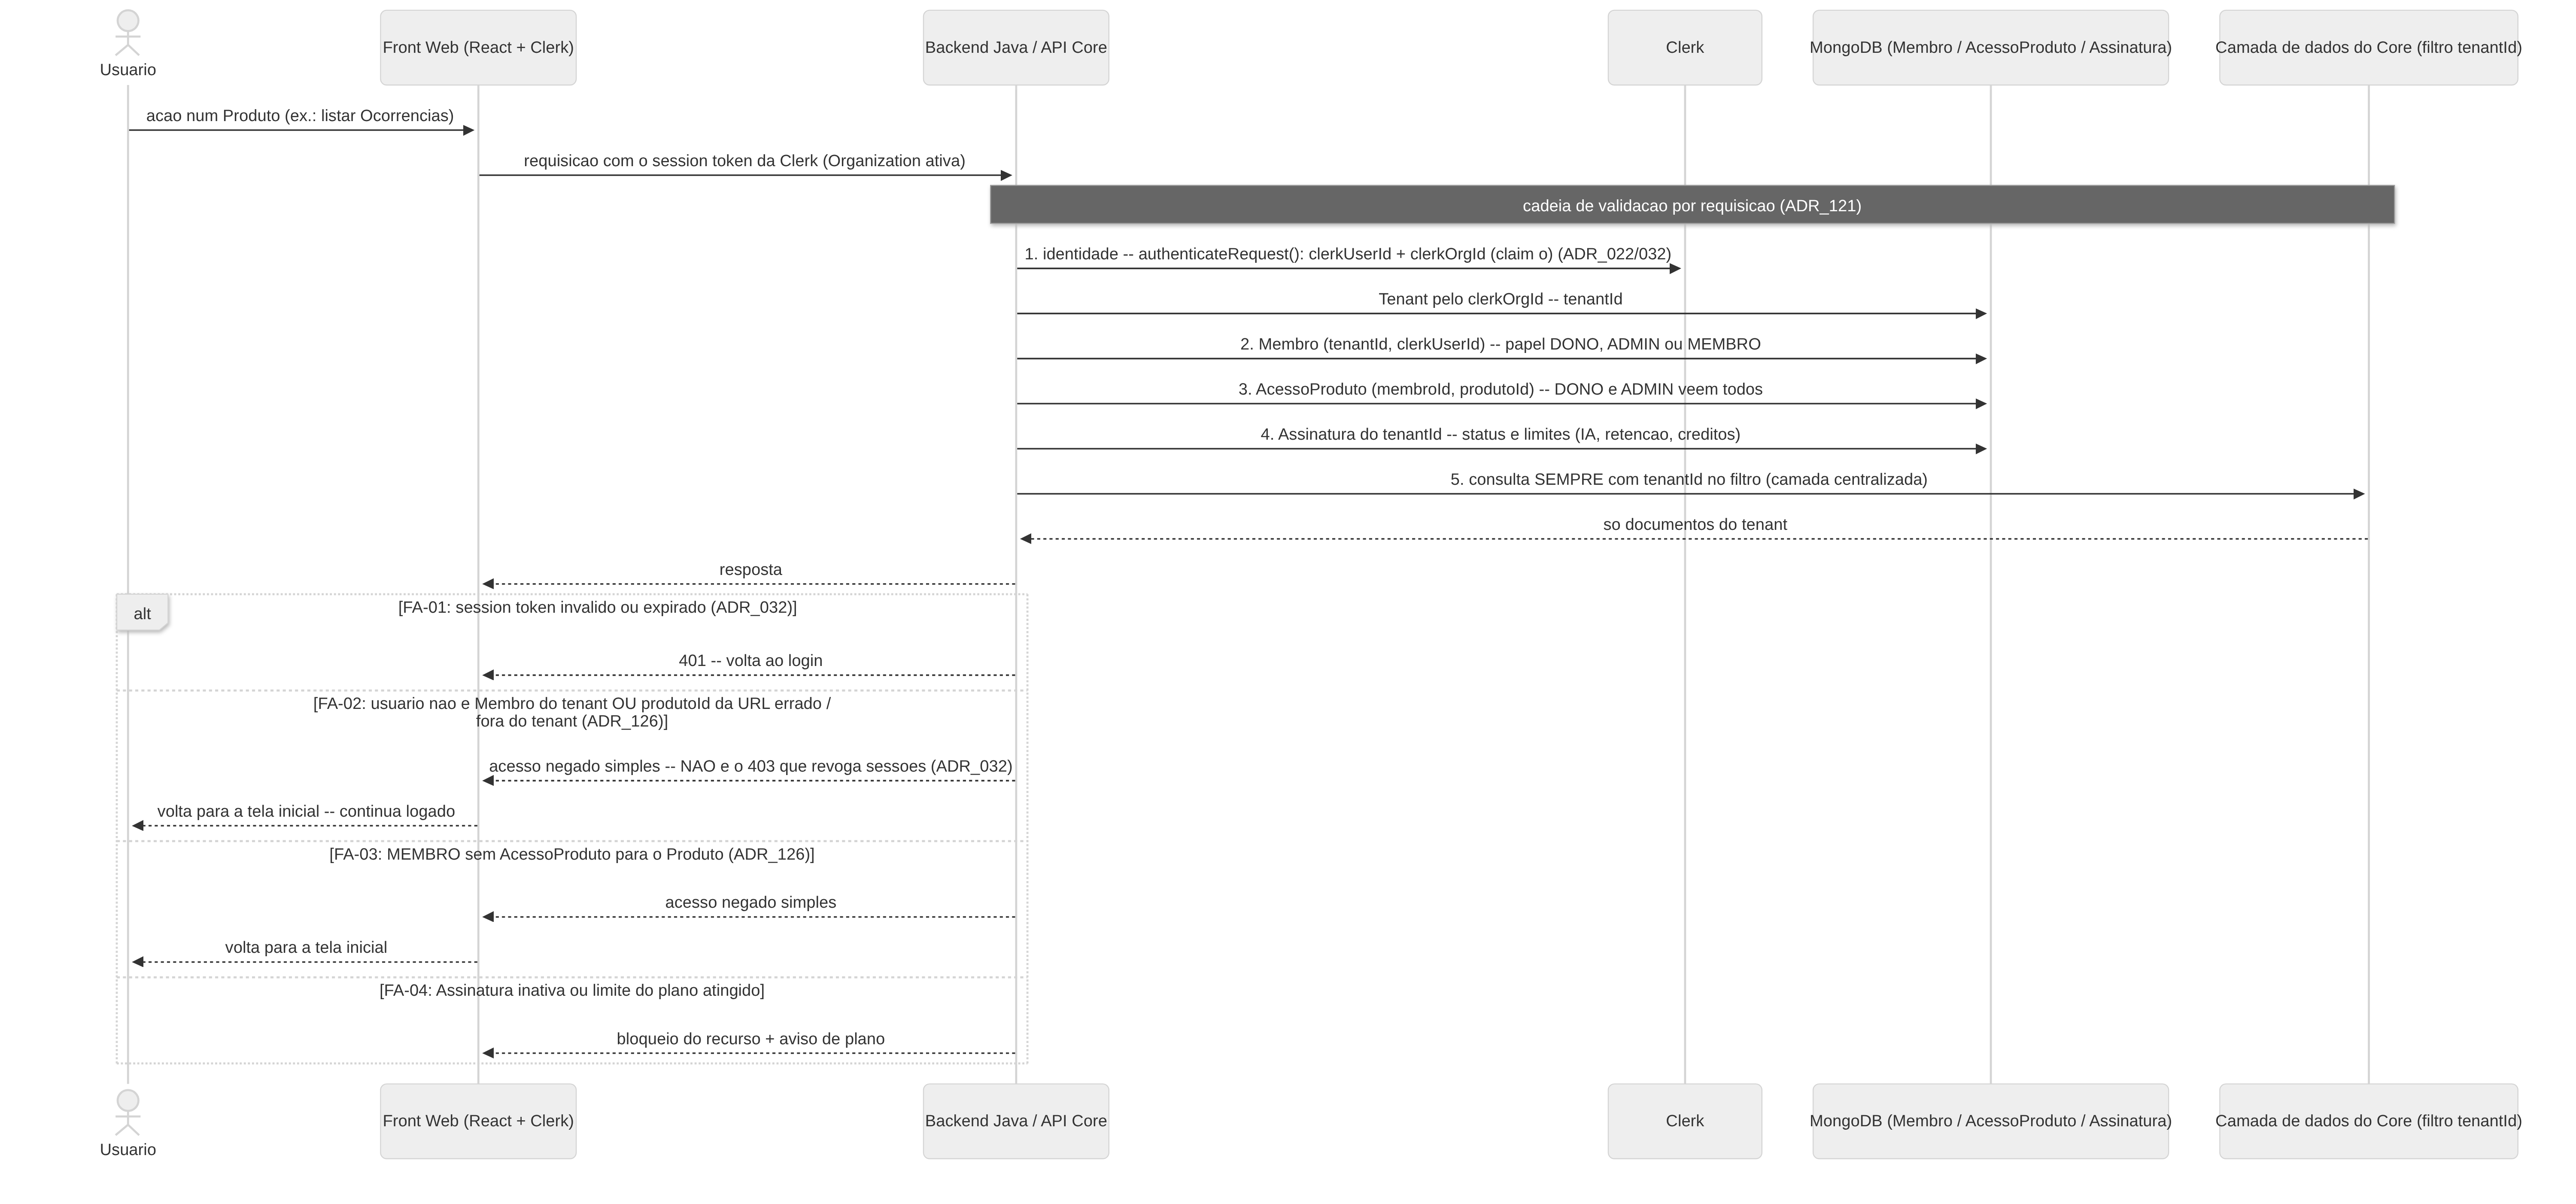 Usuario
Front Web (React + Clerk)
Backend Java / API Core
Clerk
MongoDB (Membro / AcessoProduto / Assinatura)
Camada de dados do Core (filtro tenantId)
acao num Produto (ex.: listar Ocorrencias)
requisicao com o session token da Clerk (Organization ativa)
cadeia de validacao por requisicao (ADR_121)
1. identidade -- authenticateRequest(): clerkUserId + clerkOrgId (claim o) (ADR_022/032)
Tenant pelo clerkOrgId -- tenantId
2. Membro (tenantId, clerkUserId) -- papel DONO, ADMIN ou MEMBRO
3. AcessoProduto (membroId, produtoId) -- DONO e ADMIN veem todos
4. Assinatura do tenantId -- status e limites (IA, retencao, creditos)
5. consulta SEMPRE com tenantId no filtro (camada centralizada)
so documentos do tenant
resposta
alt
[FA-01: session token invalido ou expirado (ADR_032)]
401 -- volta ao login
[FA-02: usuario nao e Membro do tenant OU produtoId da URL errado /
fora do tenant (ADR_126)]
acesso negado simples -- NAO e o 403 que revoga sessoes (ADR_032)
volta para a tela inicial -- continua logado
[FA-03: MEMBRO sem AcessoProduto para o Produto (ADR_126)]
acesso negado simples
volta para a tela inicial
[FA-04: Assinatura inativa ou limite do plano atingido]
bloqueio do recurso + aviso de plano
Usuario
Front Web (React + Clerk)
Backend Java / API Core
Clerk
MongoDB (Membro / AcessoProduto / Assinatura)
Camada de dados do Core (filtro tenantId)